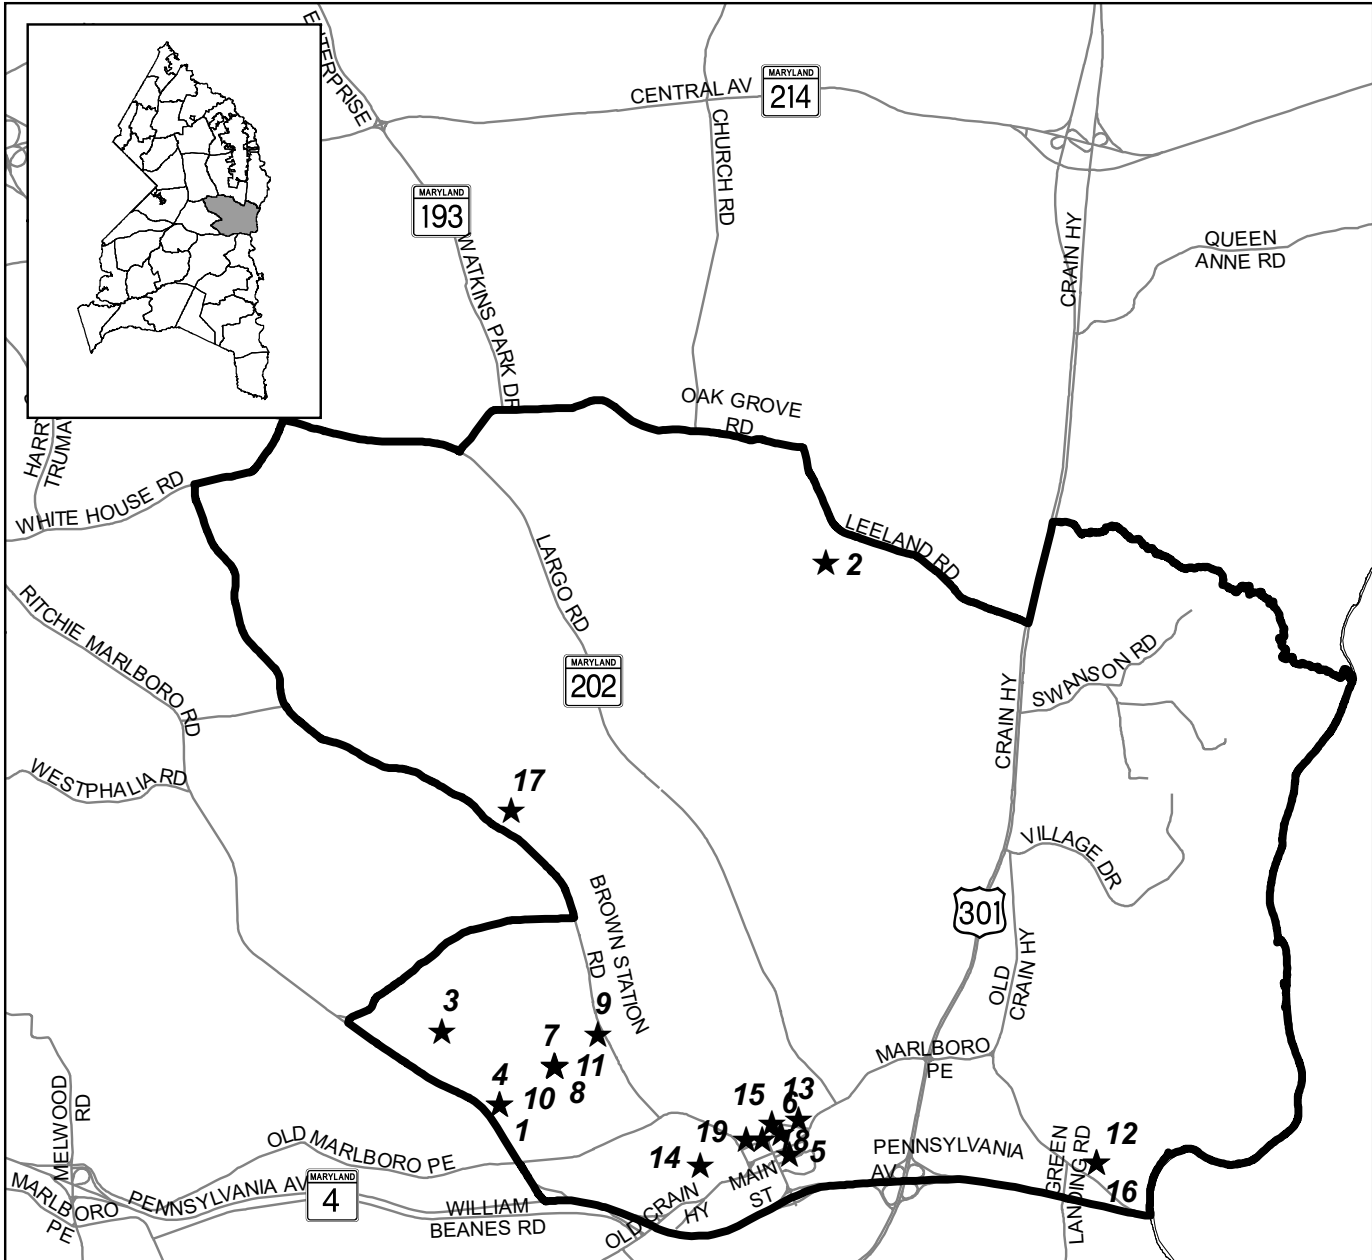 ENTERPRISE
CENTRAL AV
MARYLAND
214
CHURCH RD
MARYLAND
193
WATKINS PARK DR
CRAIN HY
QUEEN
ANNE RD
OAK GROVE
RD
HARRY
TRUMA
WHITE HOUSE RD
LEELAND RD
2
LARGO RD
RITCHIE MARLBORO RD
MARYLAND
202
SWANSON RD
CRAIN HY
WESTPHALIA RD
17
VILLAGE DR
BROWN STATION
RD
301
OLD
CRAIN HY
3
9
7
11
8
4
10
1
MARLBORO
PE
MELWOOD
RD
15
13
6
19
8
5
14
OLD MARLBORO PE
MAIN
ST
PENNSYLVANIA
AV
GREEN
LANDING RD
12
16
MARLBORO
PE
PENNSYLVANIA AV
MARYLAND
4
WILLIAM
BEANES RD
OLD CRAIN
HY